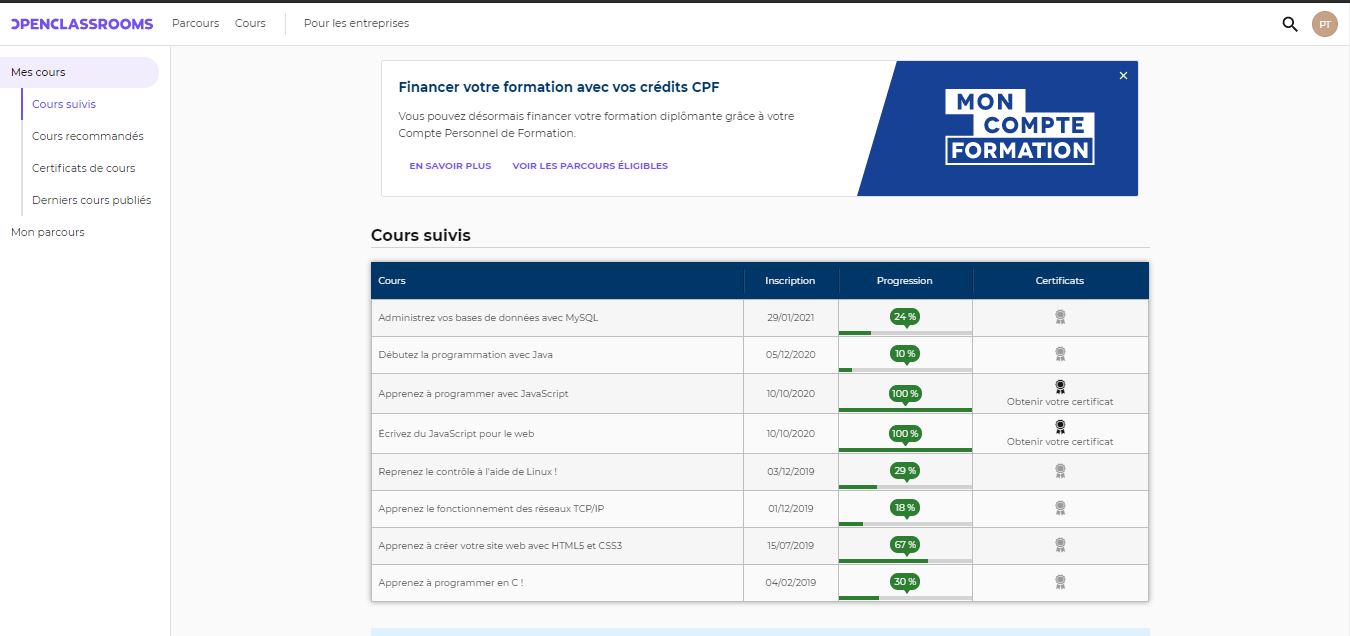 OPENCLASSROOMS Parcours Cours Pour les entreprises PT
Mes cours
Cours suivis
Cours recommandés
Certificats de cours
Derniers cours publiés
Mon parcours
Financer votre formation avec vos crédits CPF
Vous pouvez désormais financer votre formation diplômante grâce à votre
Compte Personnel de Formation.
EN SAVOIR PLUS VOIR LES PARCOURS ÉLIGIBLES
MON
COMPTE
FORMATION
Cours suivis
Cours Inscription Progression Certificats
Administrez vos bases de données avec MySQL 29/01/2021 24 %
Débutez la programmation avec Java 05/12/2020 10 %
Apprenez à programmer avec JavaScript 10/10/2020 100 % Obtenir votre certificat
Écrivez du JavaScript pour le web 10/10/2020 100 % Obtenir votre certificat
Reprenez le contrôle à l'aide de Linux ! 03/12/2019 29 %
Apprenez le fonctionnement des réseaux TCP/IP 01/12/2019 18 %
Apprenez à créer votre site web avec HTML5 et CSS3 15/07/2019 67 %
Apprenez à programmer en C ! 04/02/2019 30 %